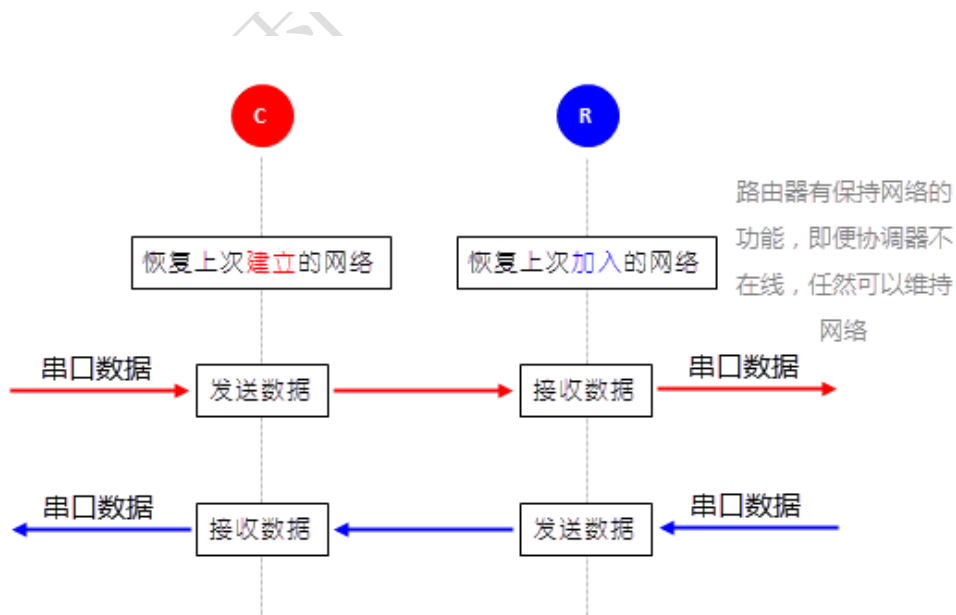 C
R
路由器有保持网络的
功能，即便协调器不
在线，任然可以维持
网络
恢复上次建立的网络
恢复上次加入的网络
串口数据
发送数据
接收数据
串口数据
串口数据
接收数据
发送数据
串口数据